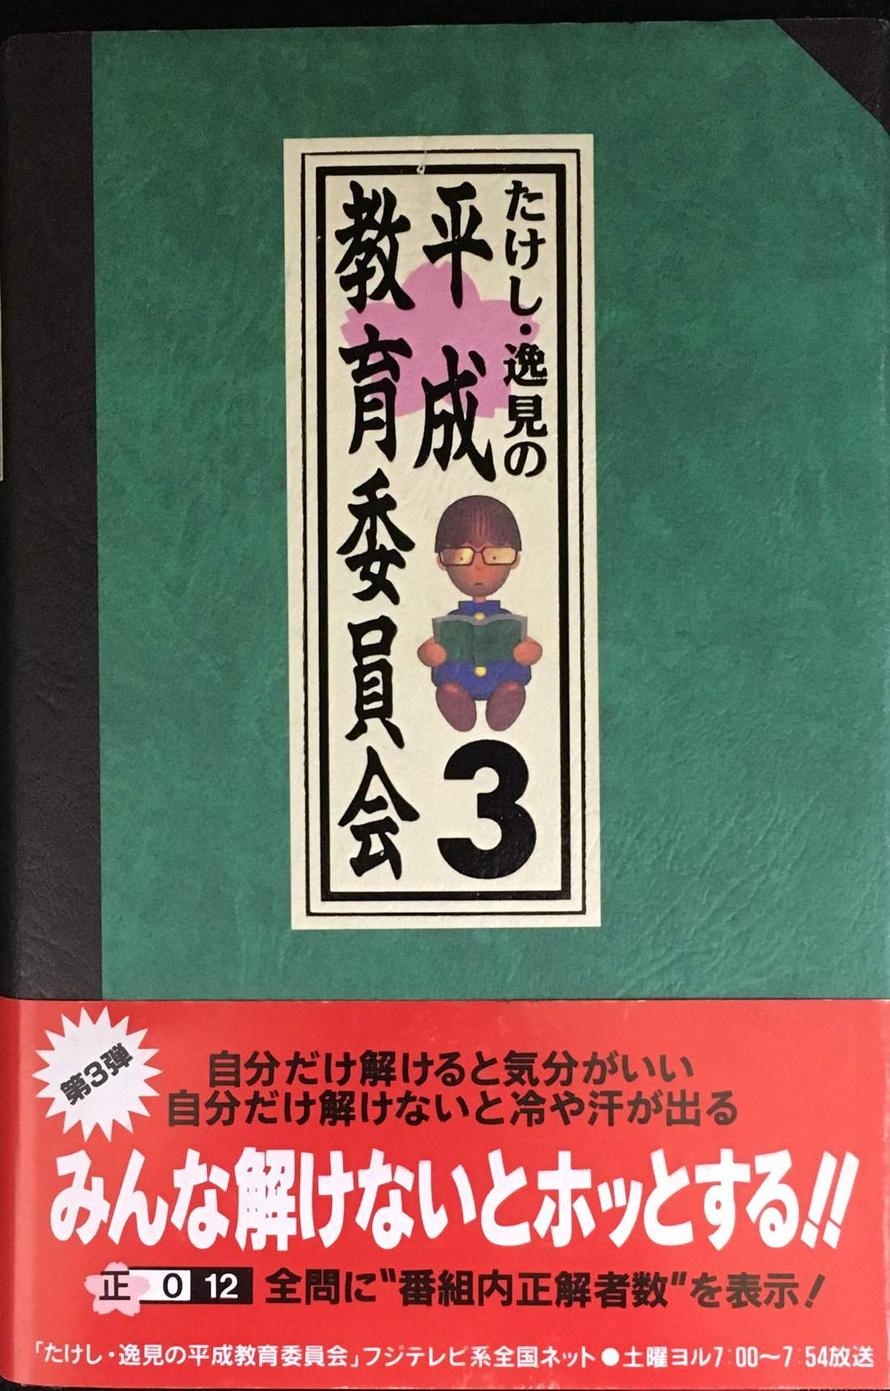 たけし・逸見の
平成
教育委員会
3
第3弾
自分だけ解けると気分がいい
自分だけ解けないと冷や汗が出る
みんな解けないとホッとする!!
正 0 12 全問に“番組内正解者数”を表示!
「たけし・逸見の平成教育委員会」フジテレビ系全国ネット●土曜ヨル7:00〜7:54放送